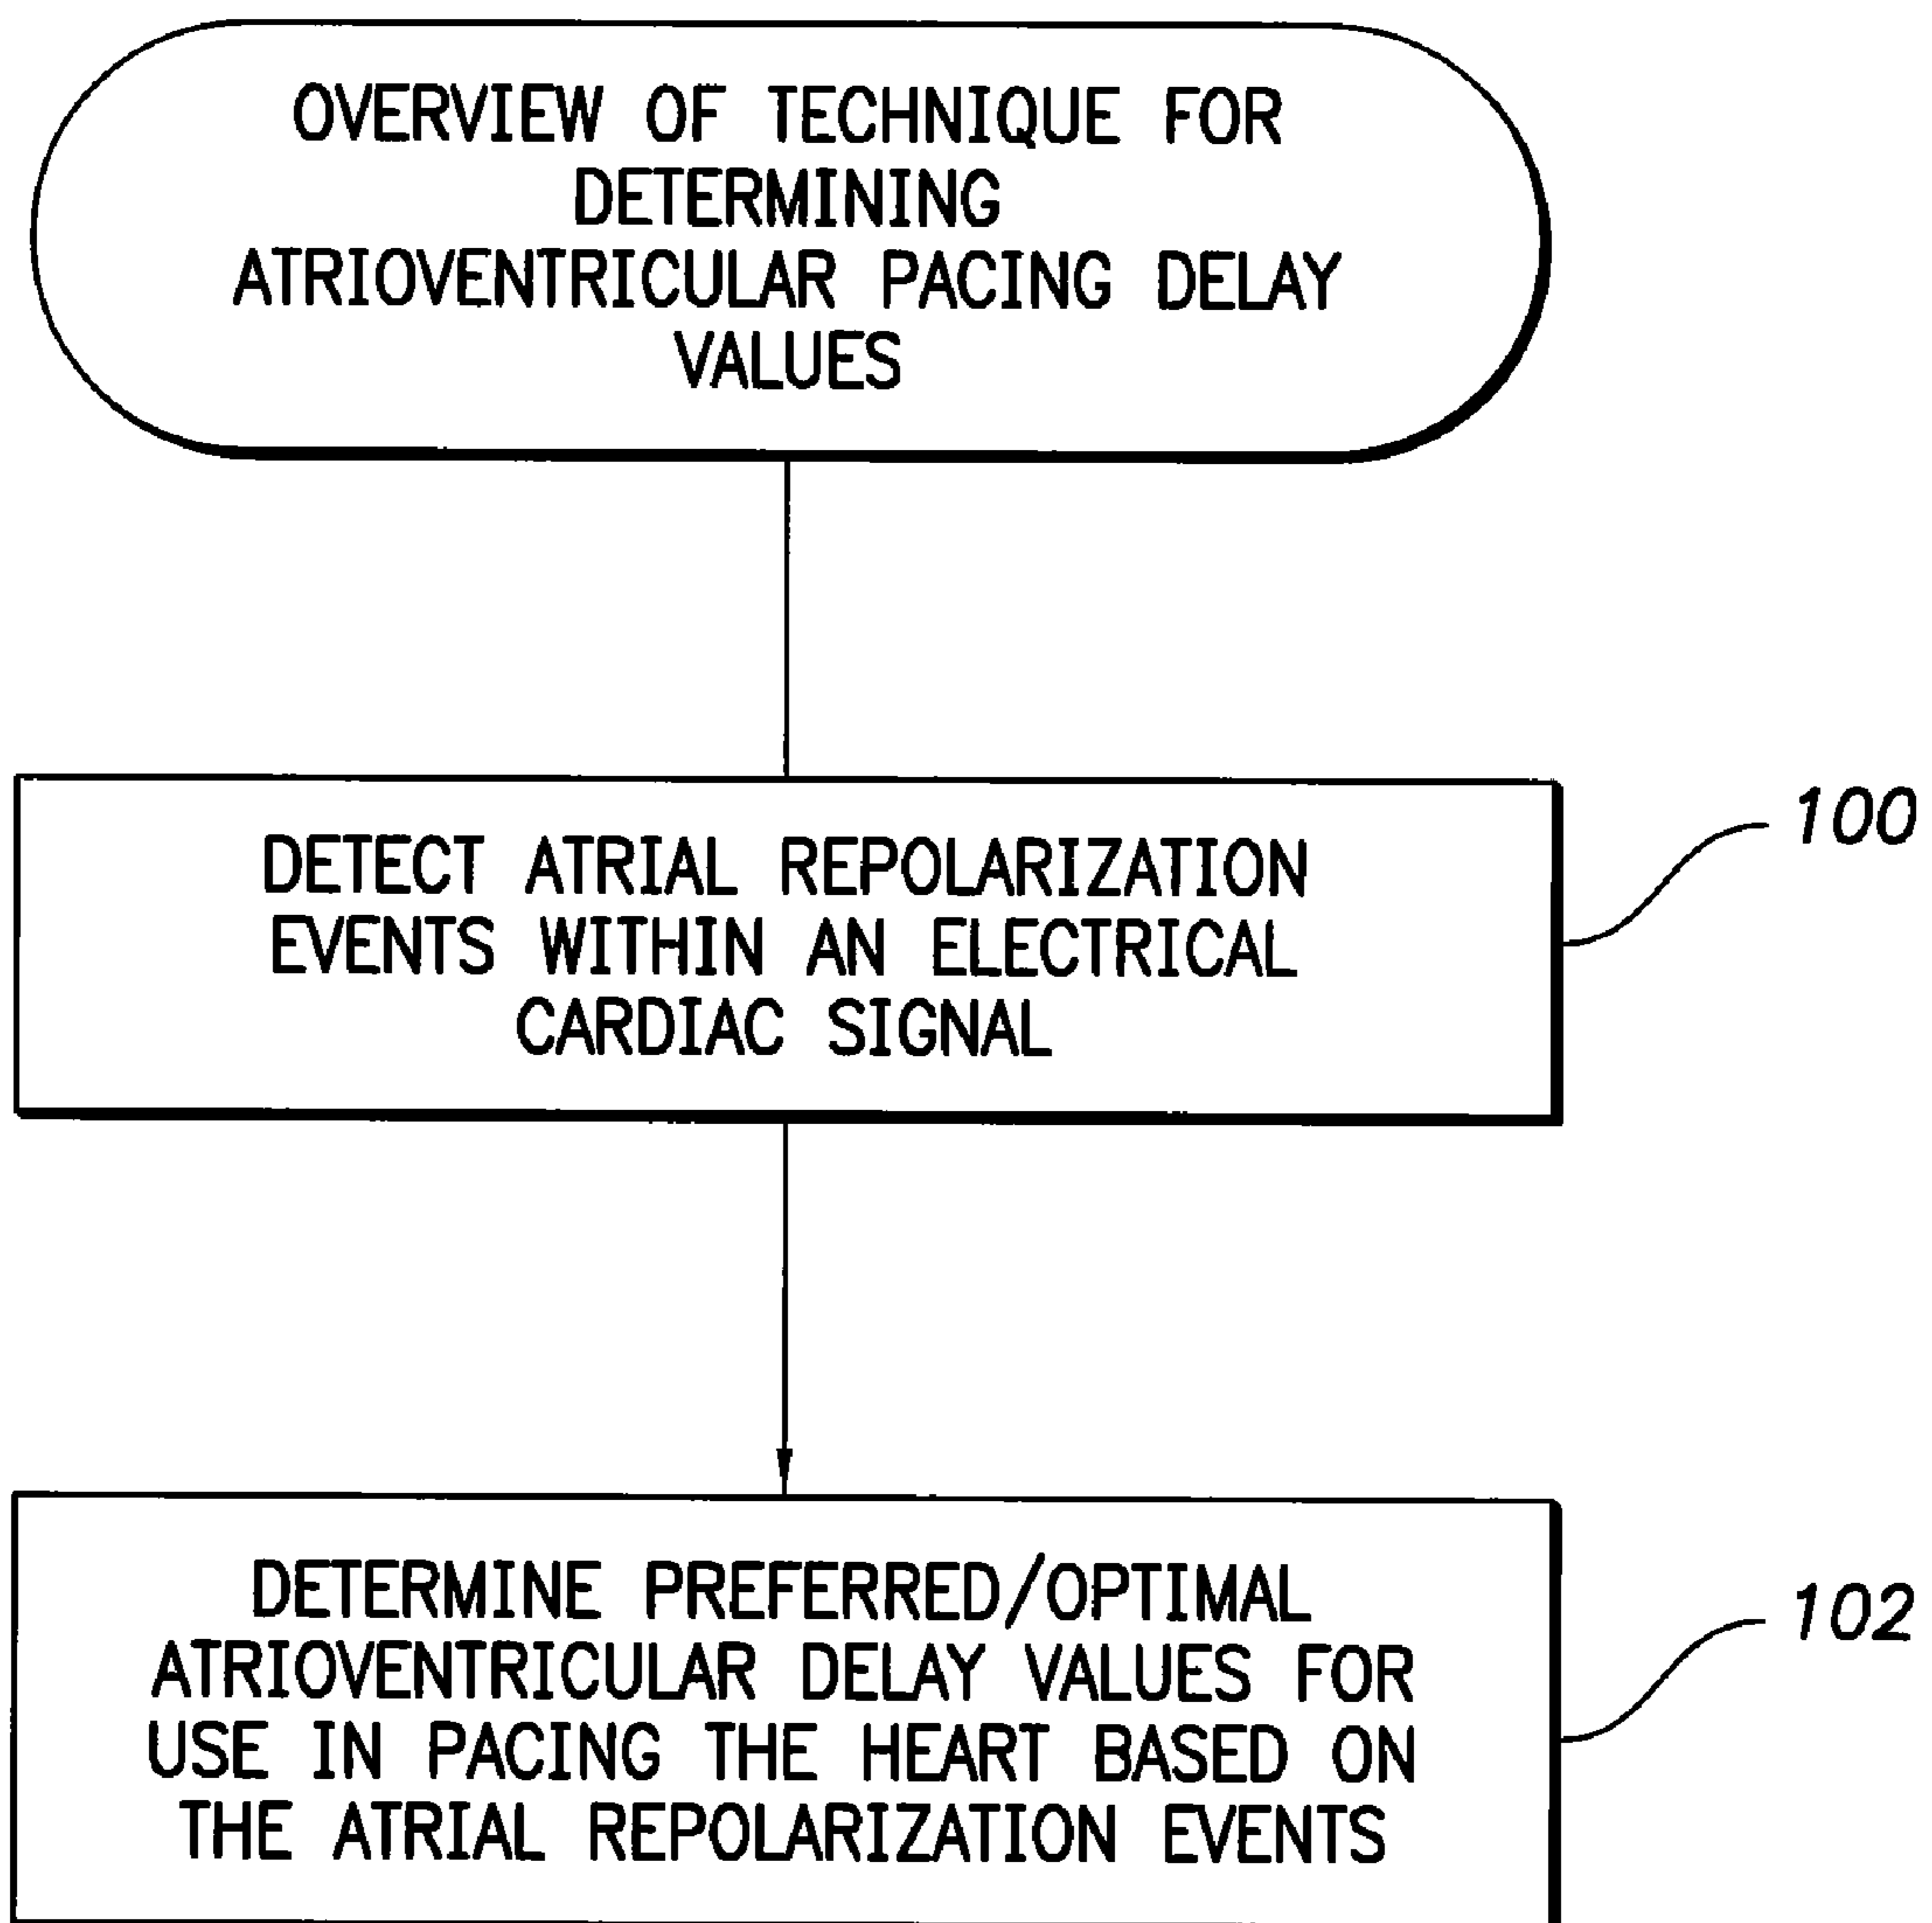 OVERVIEW OF TECHNIQUE FOR
DETERMINING
ATRIOVENTRICULAR PACING DELAY
VALUES
DETECT ATRIAL REPOLARIZATION
EVENTS WITHIN AN ELECTRICAL
CARDIAC SIGNAL
100
DETERMINE PREFERRED/OPTIMAL
ATRIOVENTRICULAR DELAY VALUES FOR
USE IN PACING THE HEART BASED ON
THE ATRIAL REPOLARIZATION EVENTS
102